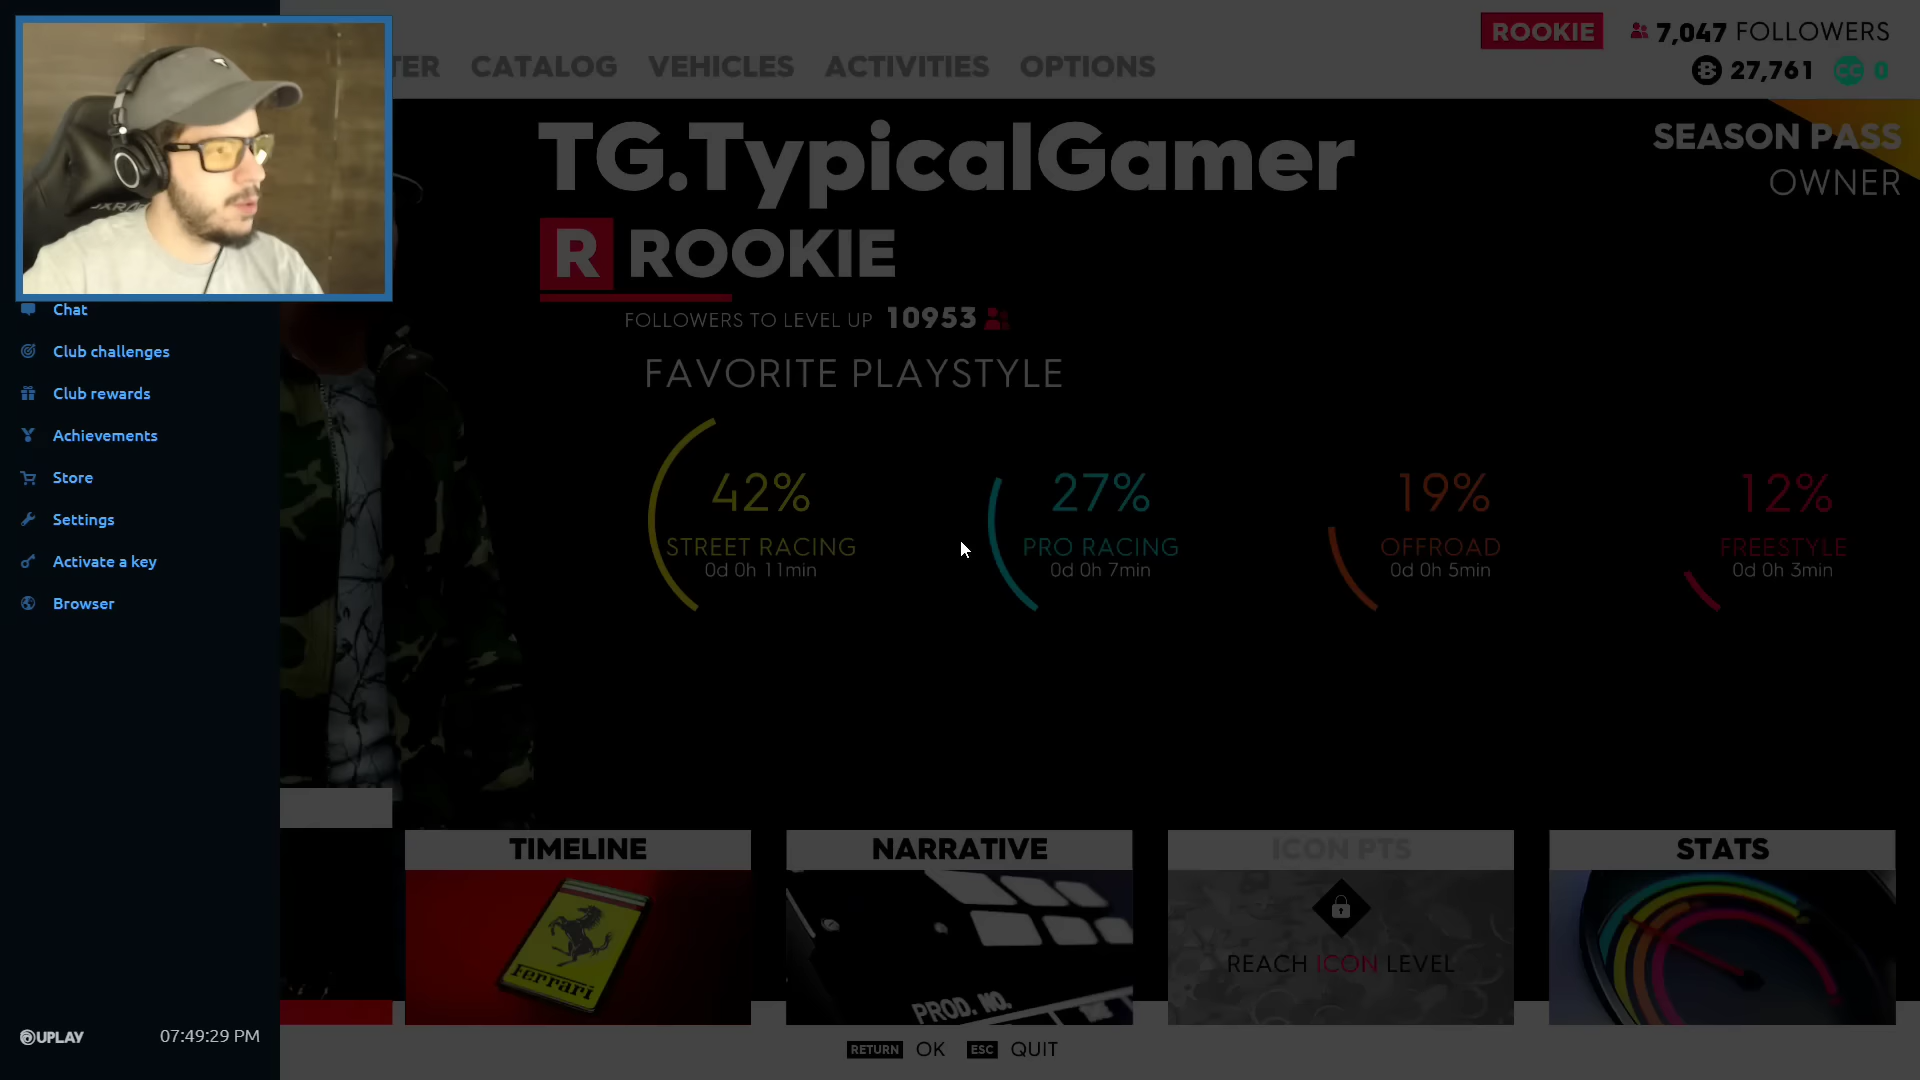 TER CATALOG VEHICLES ACTIVITIES OPTIONS
ROOKIE 7,047 FOLLOWERS
27,761 CC 0
TG.TypicalGamer
SEASON PASS
OWNER
R ROOKIE
FOLLOWERS TO LEVEL UP 10953
FAVORITE PLAYSTYLE
42%
STREET RACING
0d 0h 11min
27%
PRO RACING
0d 0h 7min
19%
OFFROAD
0d 0h 5min
12%
FREESTYLE
0d 0h 3min
Chat
Club challenges
Club rewards
Achievements
Store
Settings
Activate a key
Browser
TIMELINE
Ferrari
NARRATIVE
PROD. NO.
ICON PTS
REACH ICON LEVEL
STATS
UPLAY 07:49:29 PM
RETURN OK ESC QUIT